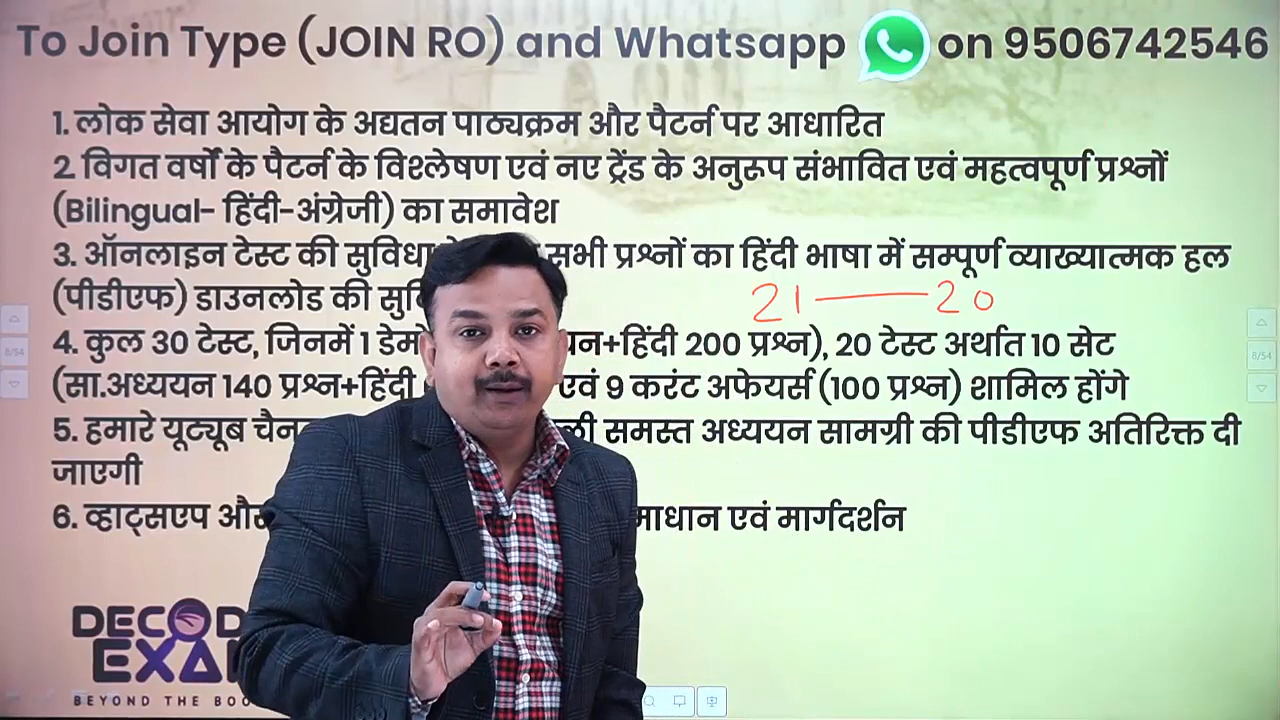 To Join Type (JOIN RO) and Whatsapp on 9506742546
1. लोक सेवा आयोग के अद्यतन पाठ्यक्रम और पैटर्न पर आधारित
2. विगत वर्षों के पैटर्न के विश्लेषण एवं नए ट्रेंड के अनुरूप संभावित एवं महत्वपूर्ण प्रश्नों
(Bilingual- हिंदी-अंग्रेजी) का समावेश
3. ऑनलाइन टेस्ट की सुविधा सभी प्रश्नों का हिंदी भाषा में सम्पूर्ण व्याख्यात्मक हल
(पीडीएफ) डाउनलोड की
21 — 20
4. कुल 30 टेस्ट, जिनमें 1 +हिंदी 200 प्रश्न), 20 टेस्ट अर्थात 10 सेट
(सा.अध्ययन 140 प्रश्न+हिंदी एवं 9 करंट अफेयर्स (100 प्रश्न) शामिल होंगे
5. हमारे यूट्यूब समस्त अध्ययन सामग्री की पीडीएफ अतिरिक्त दी
जाएगी
6. व्हाट्सएप एवं मार्गदर्शन
8/54
8/54
BEYOND THE